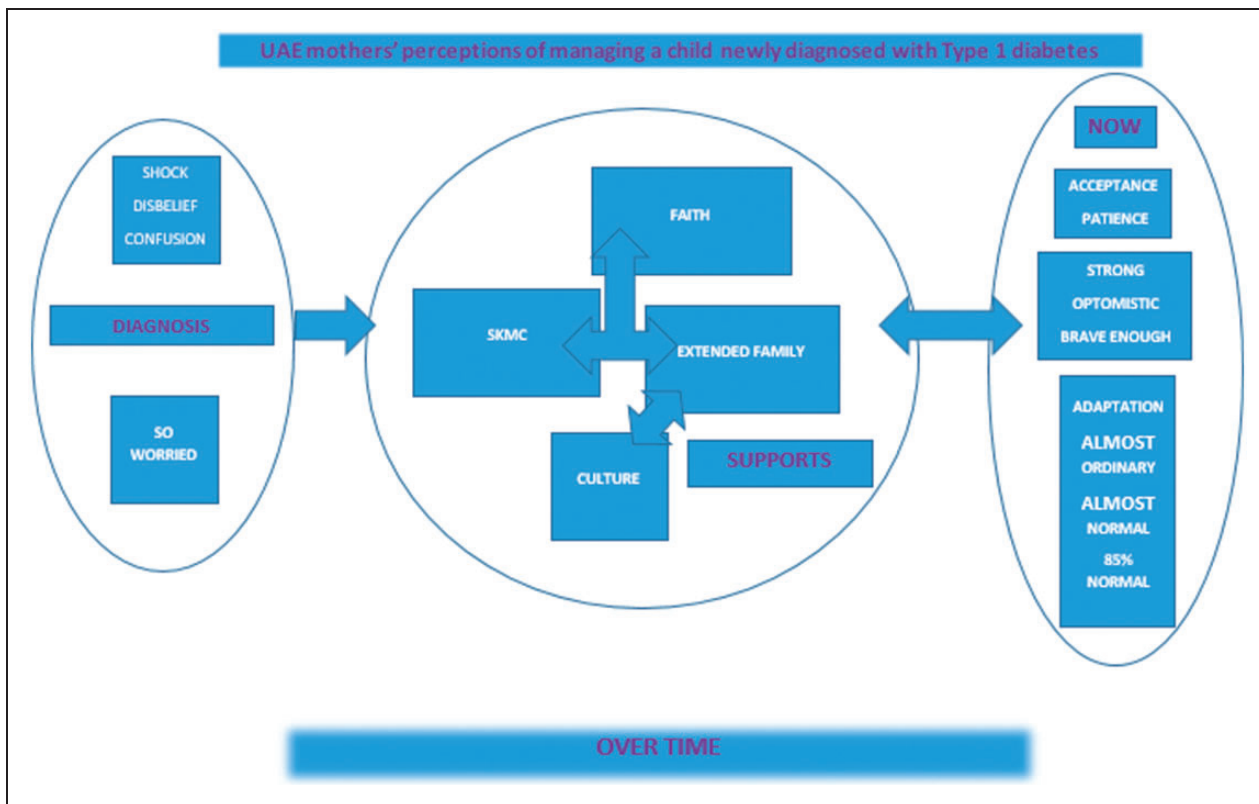 UAE mothers' perceptions of managing a child newly diagnosed with Type 1 diabetes
SHOCK
DISBELIEF
CONFUSION
DIAGNOSIS
SO
WORRIED
FAITH
SKMC
EXTENDED FAMILY
CULTURE
SUPPORTS
NOW
ACCEPTANCE
PATIENCE
STRONG
OPTOMISTIC
BRAVE ENOUGH
ADAPTATION
ALMOST
ORDINARY
ALMOST
NORMAL
85%
NORMAL
OVER TIME